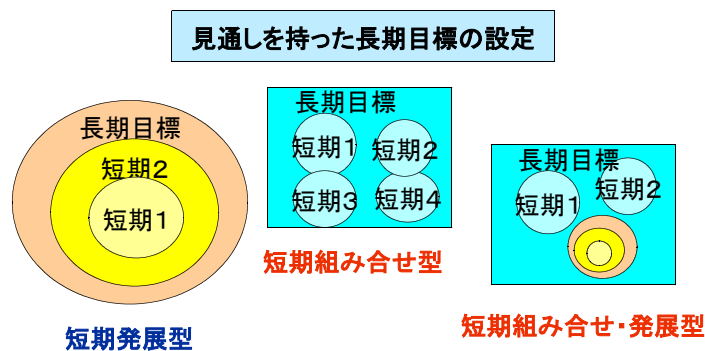 見通しを持った長期目標の設定
長期目標
短期２
短期１
短期発展型
長期目標
短期１
短期２
短期３
短期４
短期組み合せ型
長期目標
短期１
短期２
短期組み合せ・発展型